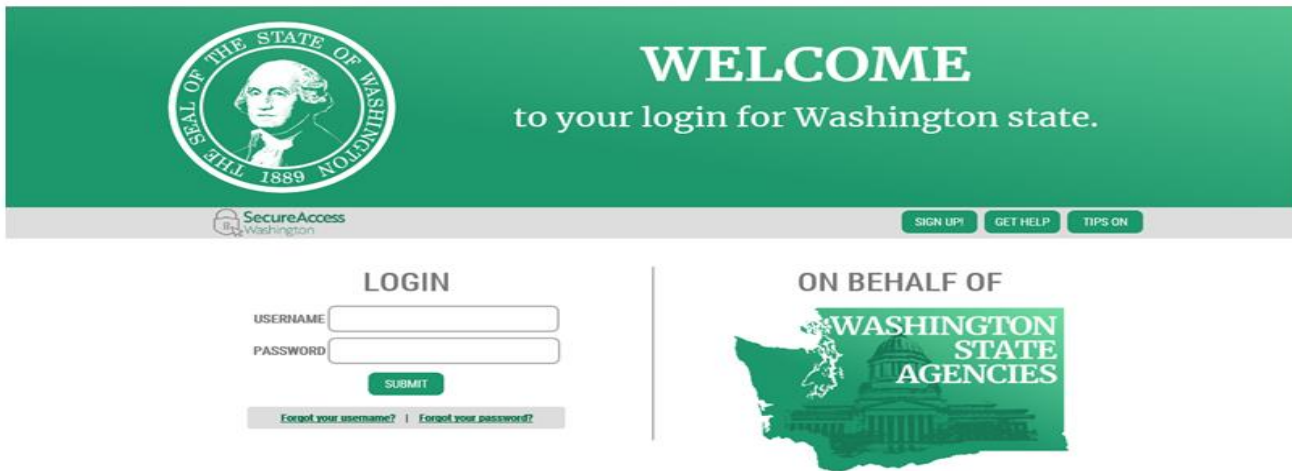 THE SEAL OF THE STATE OF WASHINGTON
1889
WELCOME
to your login for Washington state.
SecureAccess
Washington
SIGN UP! GET HELP TIPS ON
LOGIN
USERNAME
PASSWORD
SUBMIT
Forgot your username? | Forgot your password?
ON BEHALF OF
WASHINGTON
STATE
AGENCIES